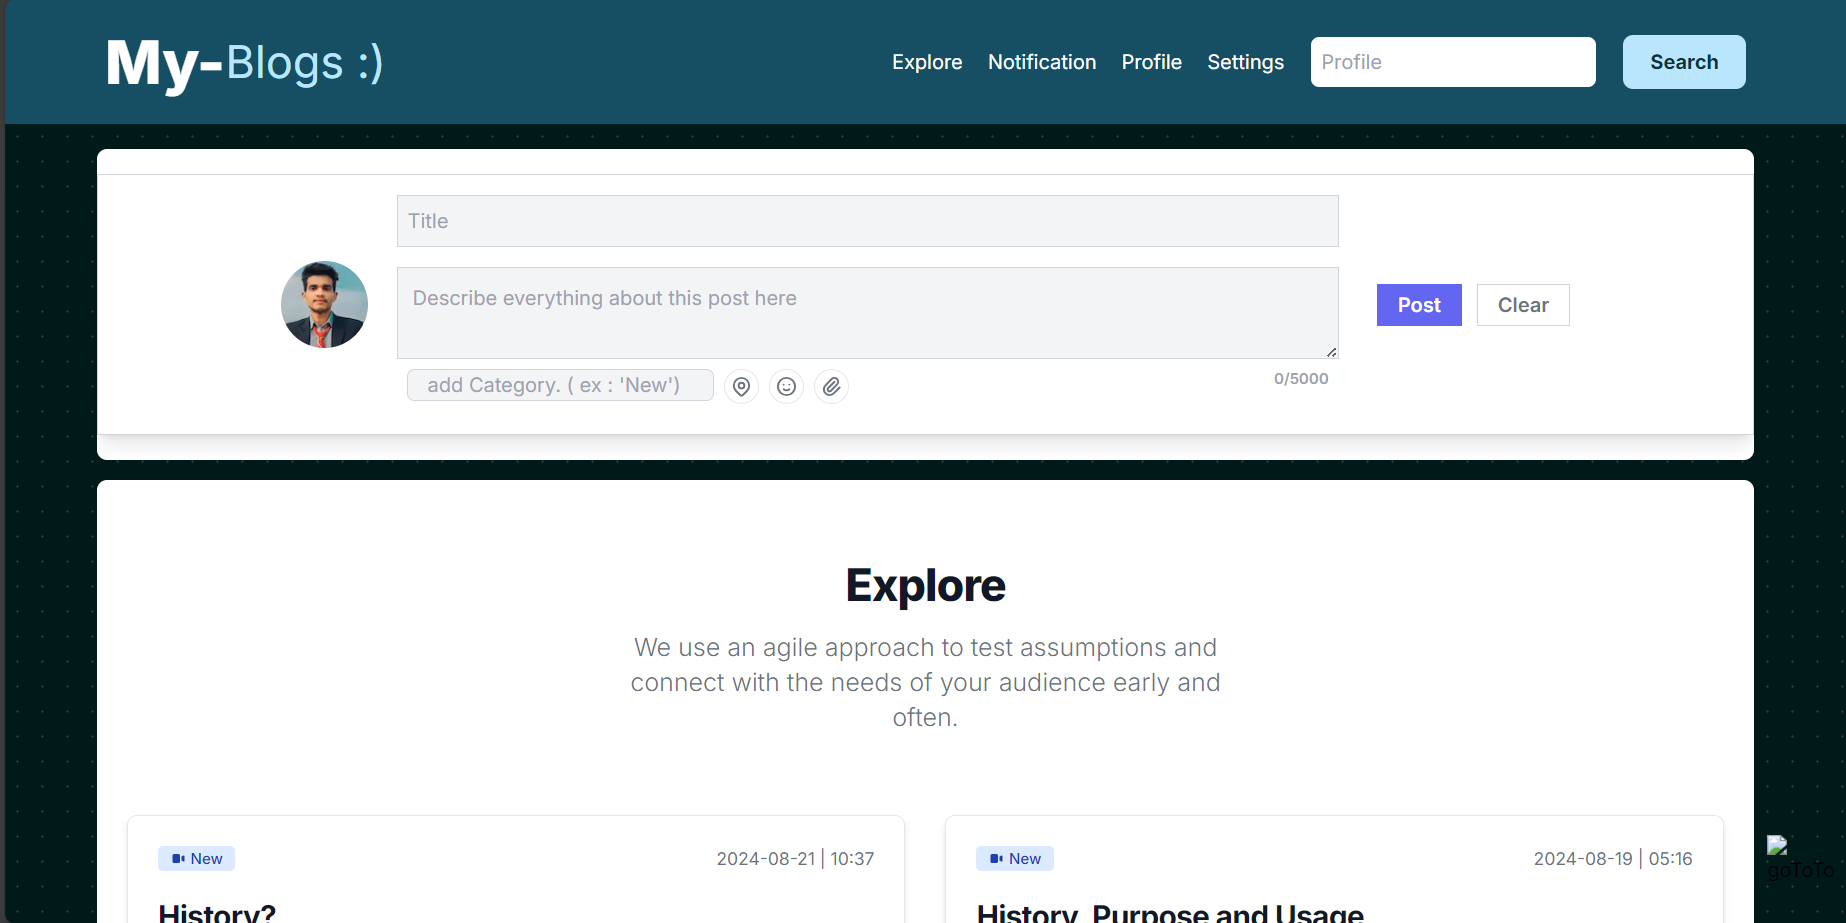 My-Blogs :)
Explore Notification Profile Settings Profile Search
Title
Describe everything about this post here
Post Clear
add Category. ( ex : 'New')
0/5000
Explore
We use an agile approach to test assumptions and
connect with the needs of your audience early and
often.
New 2024-08-21 | 10:37
History?
New 2024-08-19 | 05:16
History, Purpose and Usage
goToTo